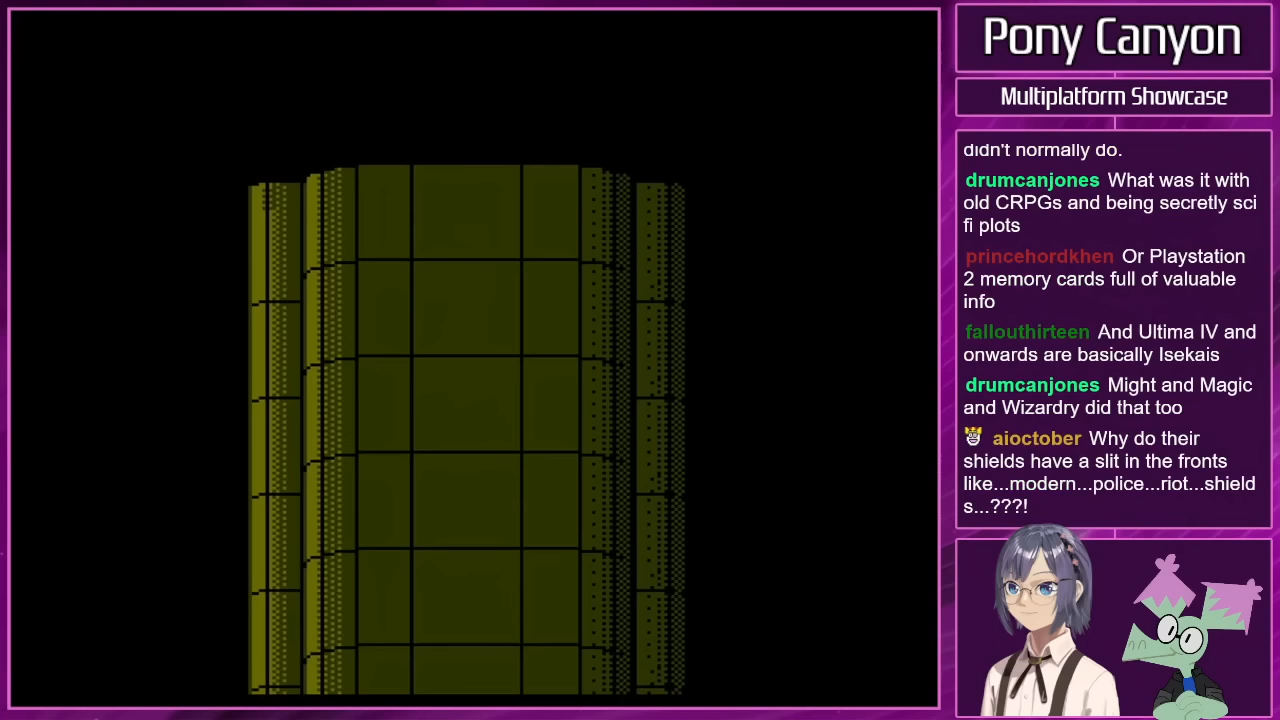 Pony Canyon
Multiplatform Showcase
didn't normally do.
drumcanjones What was it with
old CRPGs and being secretly sci
fi plots
princehordkhen Or Playstation
2 memory cards full of valuable
info
fallouthirteen And Ultima IV and
onwards are basically Isekais
drumcanjones Might and Magic
and Wizardry did that too
aioctober Why do their
shields have a slit in the fronts
like...modern...police...riot...shield
s...???!